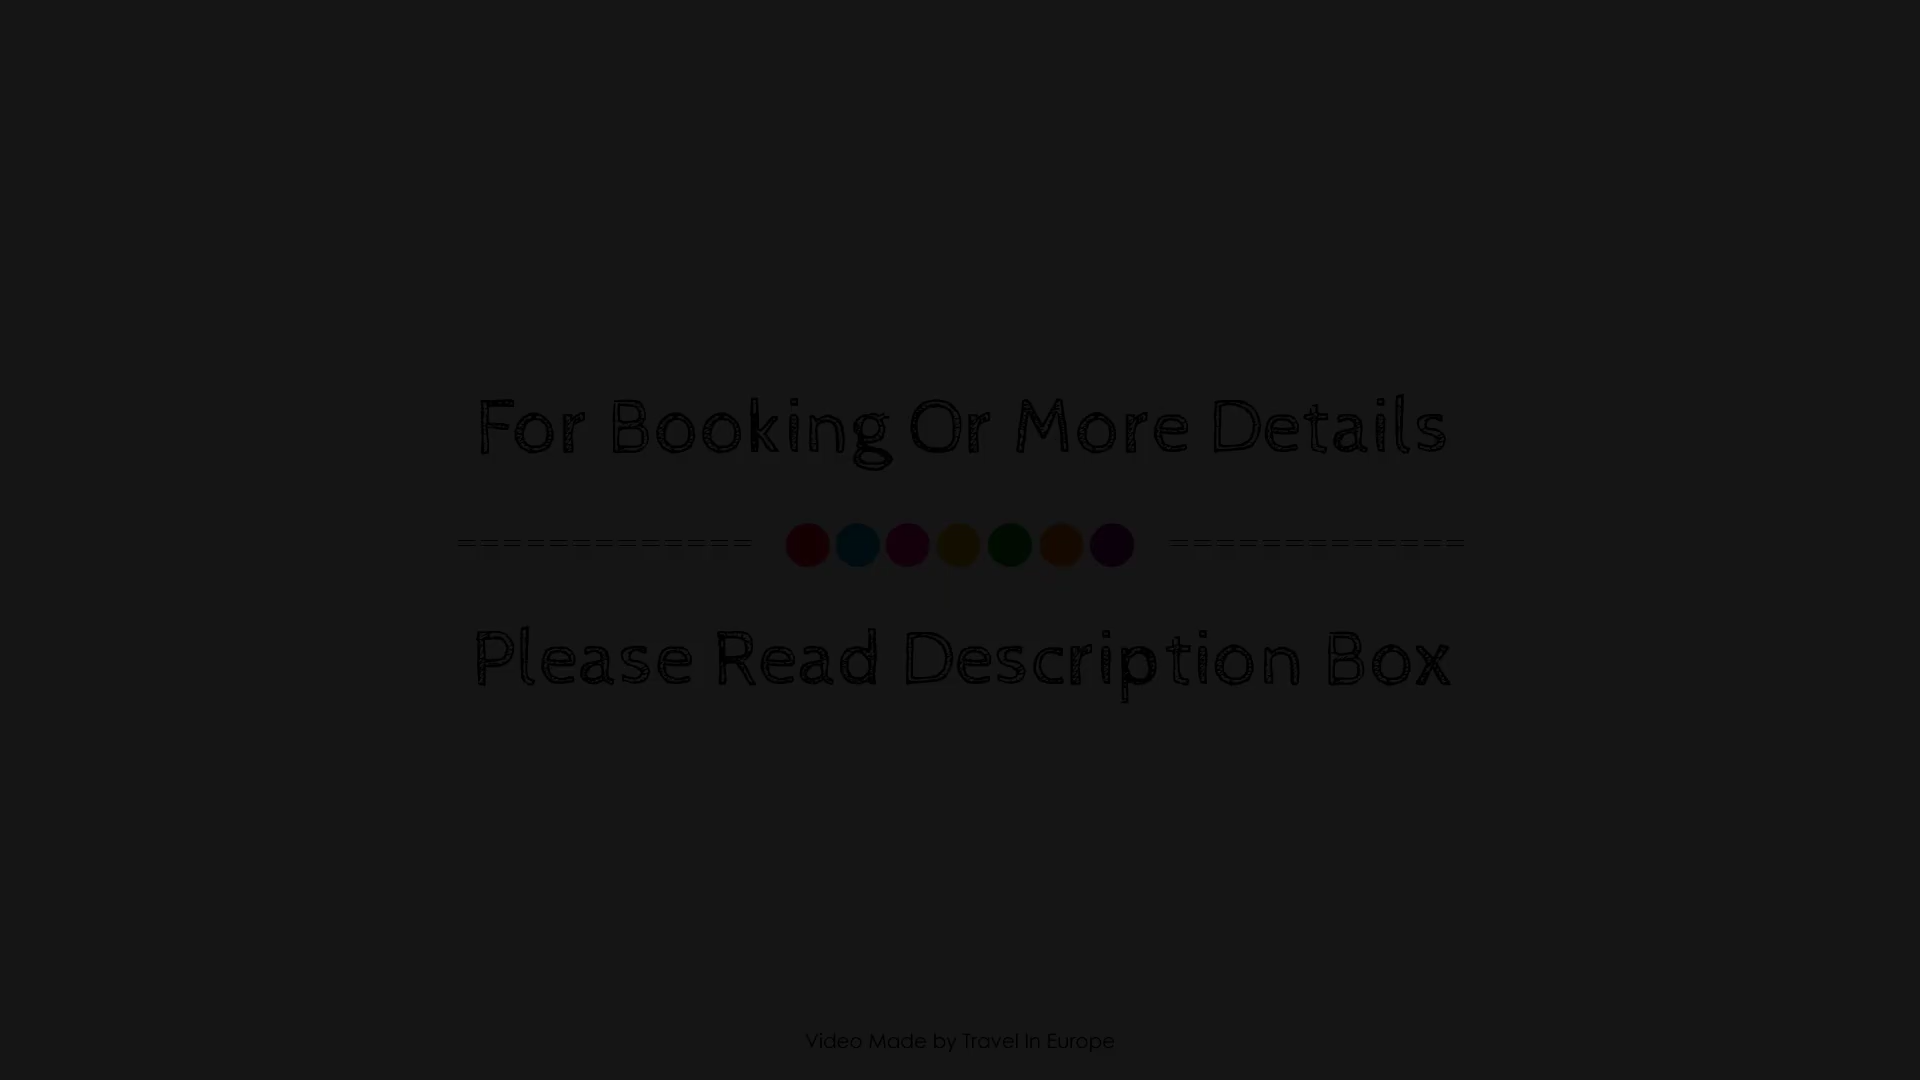 For Booking Or More Details
============= =============
Please Read Description Box
Video Made by Travel In Europe